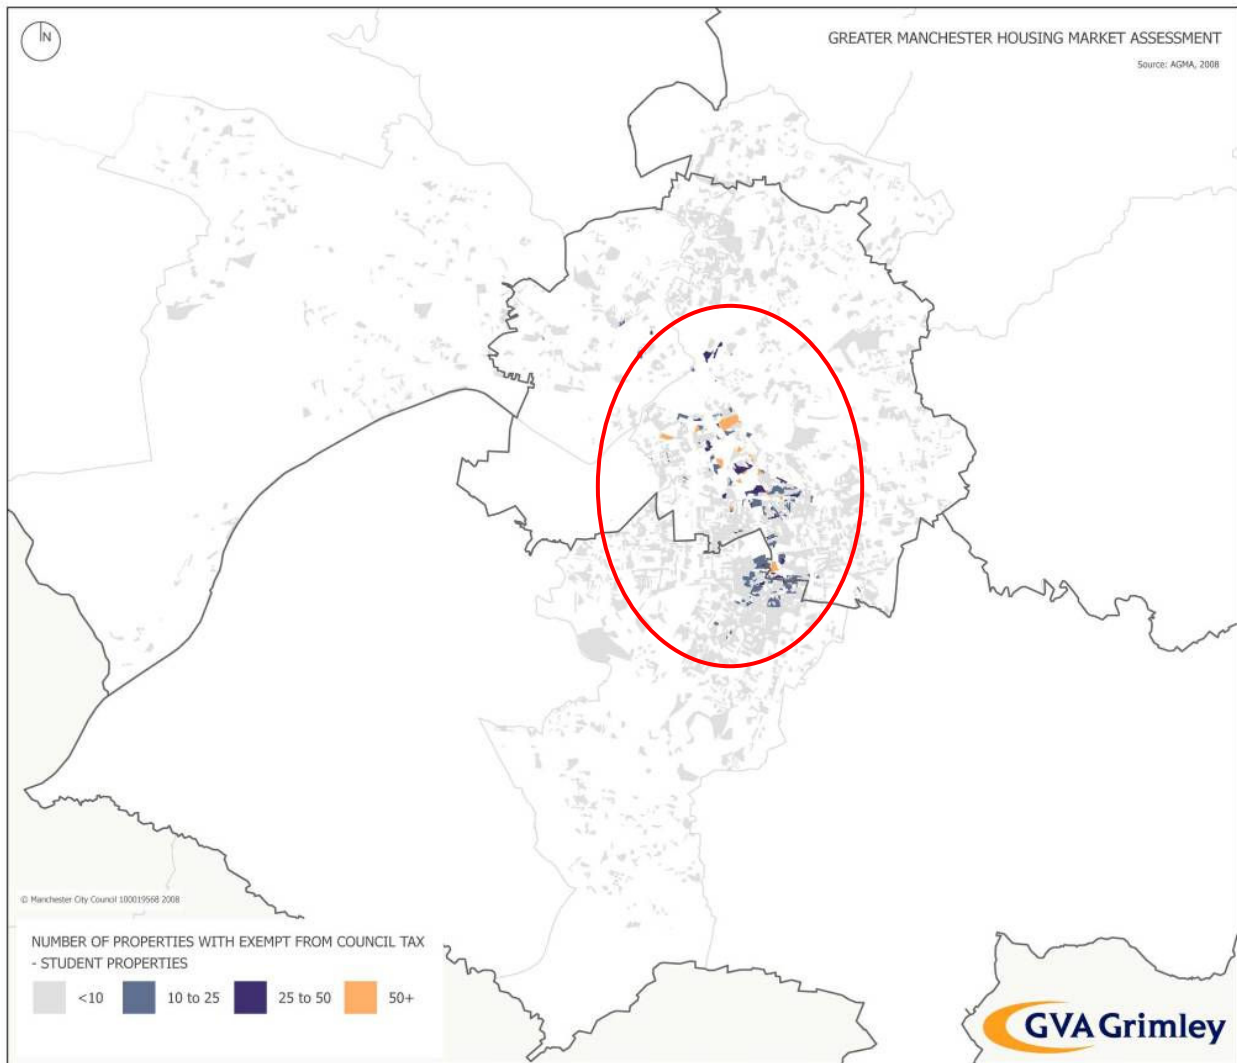 N
GREATER MANCHESTER HOUSING MARKET ASSESSMENT
Source: AGMA, 2008
© Manchester City Council 100019568 2008
NUMBER OF PROPERTIES WITH EXEMPT FROM COUNCIL TAX
- STUDENT PROPERTIES
<10 10 to 25 25 to 50 50+
GVA Grimley